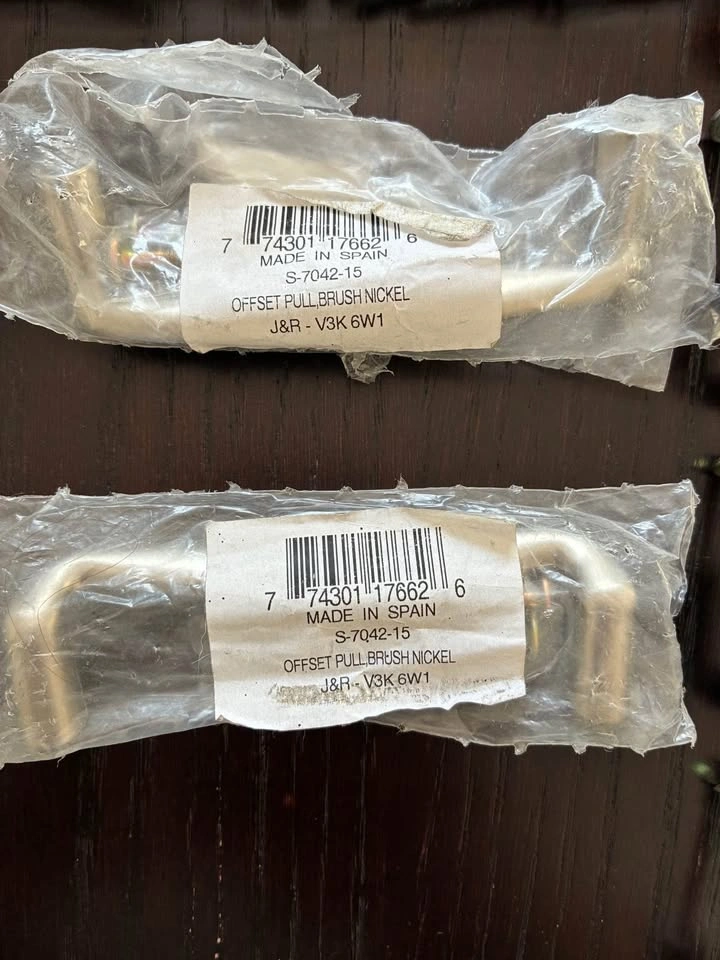 7 74301 17662 6
MADE IN SPAIN
S-7042-15
OFFSET PULL,BRUSH NICKEL
J&R - V3K 6W1
7 74301 17662 6
MADE IN SPAIN
S-7042-15
OFFSET PULL,BRUSH NICKEL
J&R - V3K 6W1